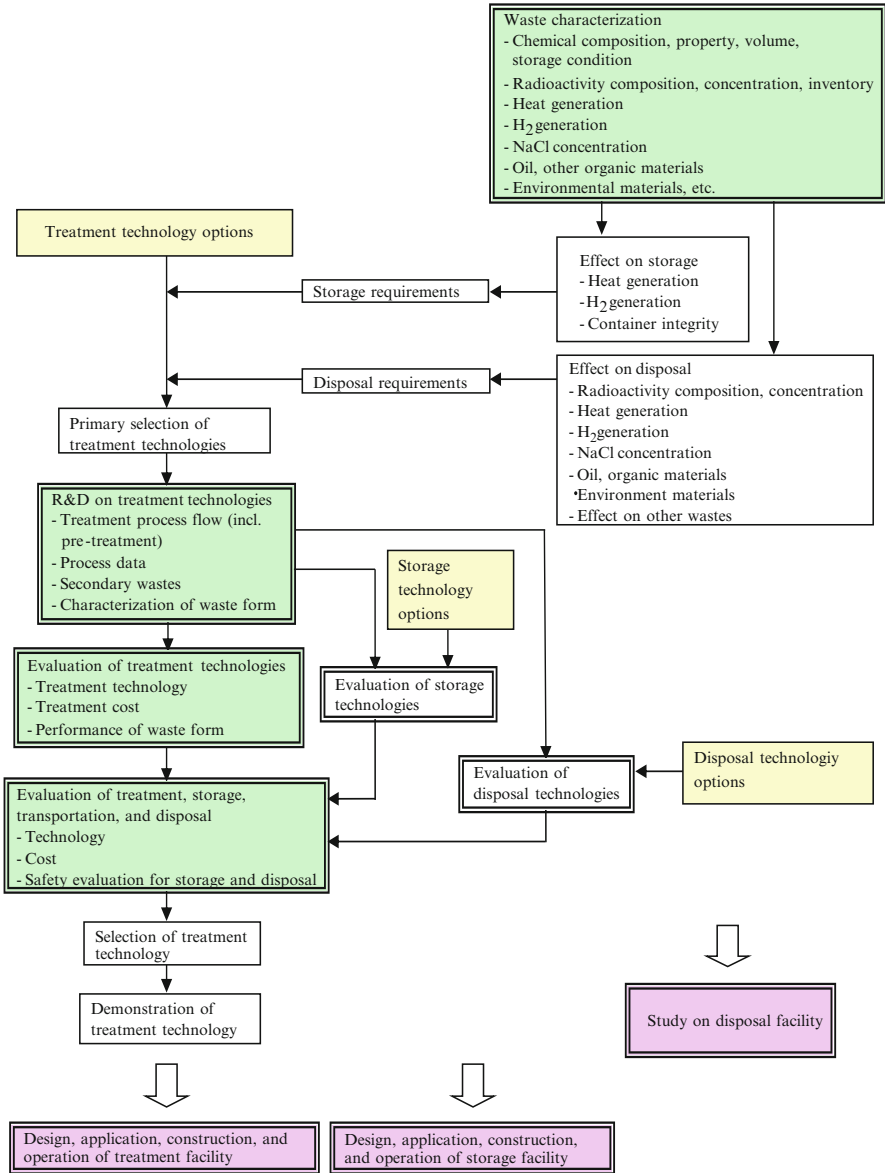 Waste characterization
- Chemical composition, property, volume,
storage condition
- Radioactivity composition, concentration, inventory
- Heat generation
- H2 generation
- NaCl concentration
- Oil, other organic materials
- Environmental materials, etc.
Treatment technology options
Effect on storage
- Heat generation
- H2 generation
- Container integrity
Storage requirements
Effect on disposal
- Radioactivity composition, concentration
- Heat generation
- H2generation
- NaCl concentration
- Oil, organic materials
•Environment materials
- Effect on other wastes
Disposal requirements
Primary selection of
treatment technologies
R&D on treatment technologies
- Treatment process flow (incl.
pre-treatment)
- Process data
- Secondary wastes
- Characterization of waste form
Storage
technology
options
Evaluation of treatment technologies
- Treatment technology
- Treatment cost
- Performance of waste form
Evaluation of storage
technologies
Evaluation of
disposal technologies
Disposal technologiy
options
Evaluation of treatment, storage,
transportation, and disposal
- Technology
- Cost
- Safety evaluation for storage and disposal
Selection of treatment
technology
Demonstration of
treatment technology
Study on disposal facility
Design, application, construction, and
operation of treatment facility
Design, application, construction,
and operation of storage facility